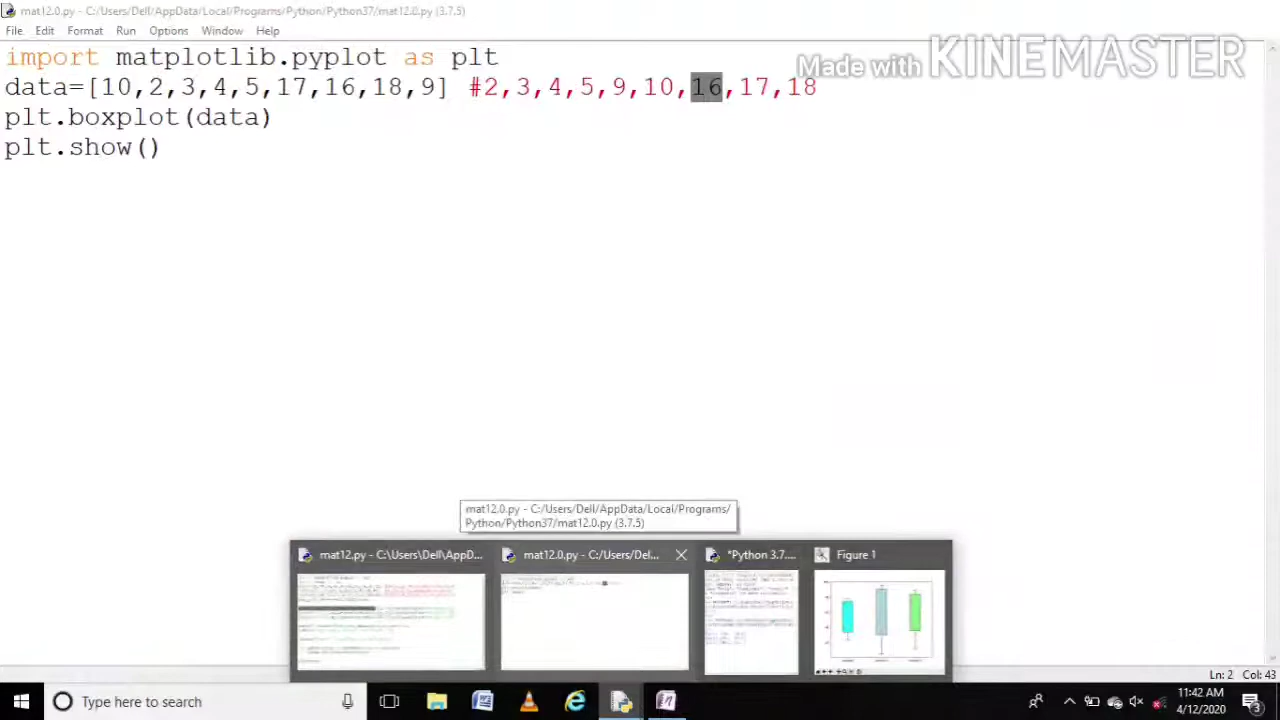 mat12.0.py - C:/Users/Dell/AppData/Local/Programs/Python/Python37/mat12.0.py (3.7.5)
File Edit Format Run Options Window Help
Made with KINEMASTER
import matplotlib.pyplot as plt
data=[10,2,3,4,5,17,16,18,9] #2,3,4,5,9,10,16,17,18
plt.boxplot(data)
plt.show()
mat12.0.py - C:/Users/Dell/AppData/Local/Programs/
Python/Python37/mat12.0.py (3.7.5)
mat12.py - C:\Users\Dell\AppD...
mat12.0.py - C:/Users/Del...
*Python 3.7....
Figure 1
Ln: 2 Col: 43
Type here to search
11:42 AM
4/12/2020
3